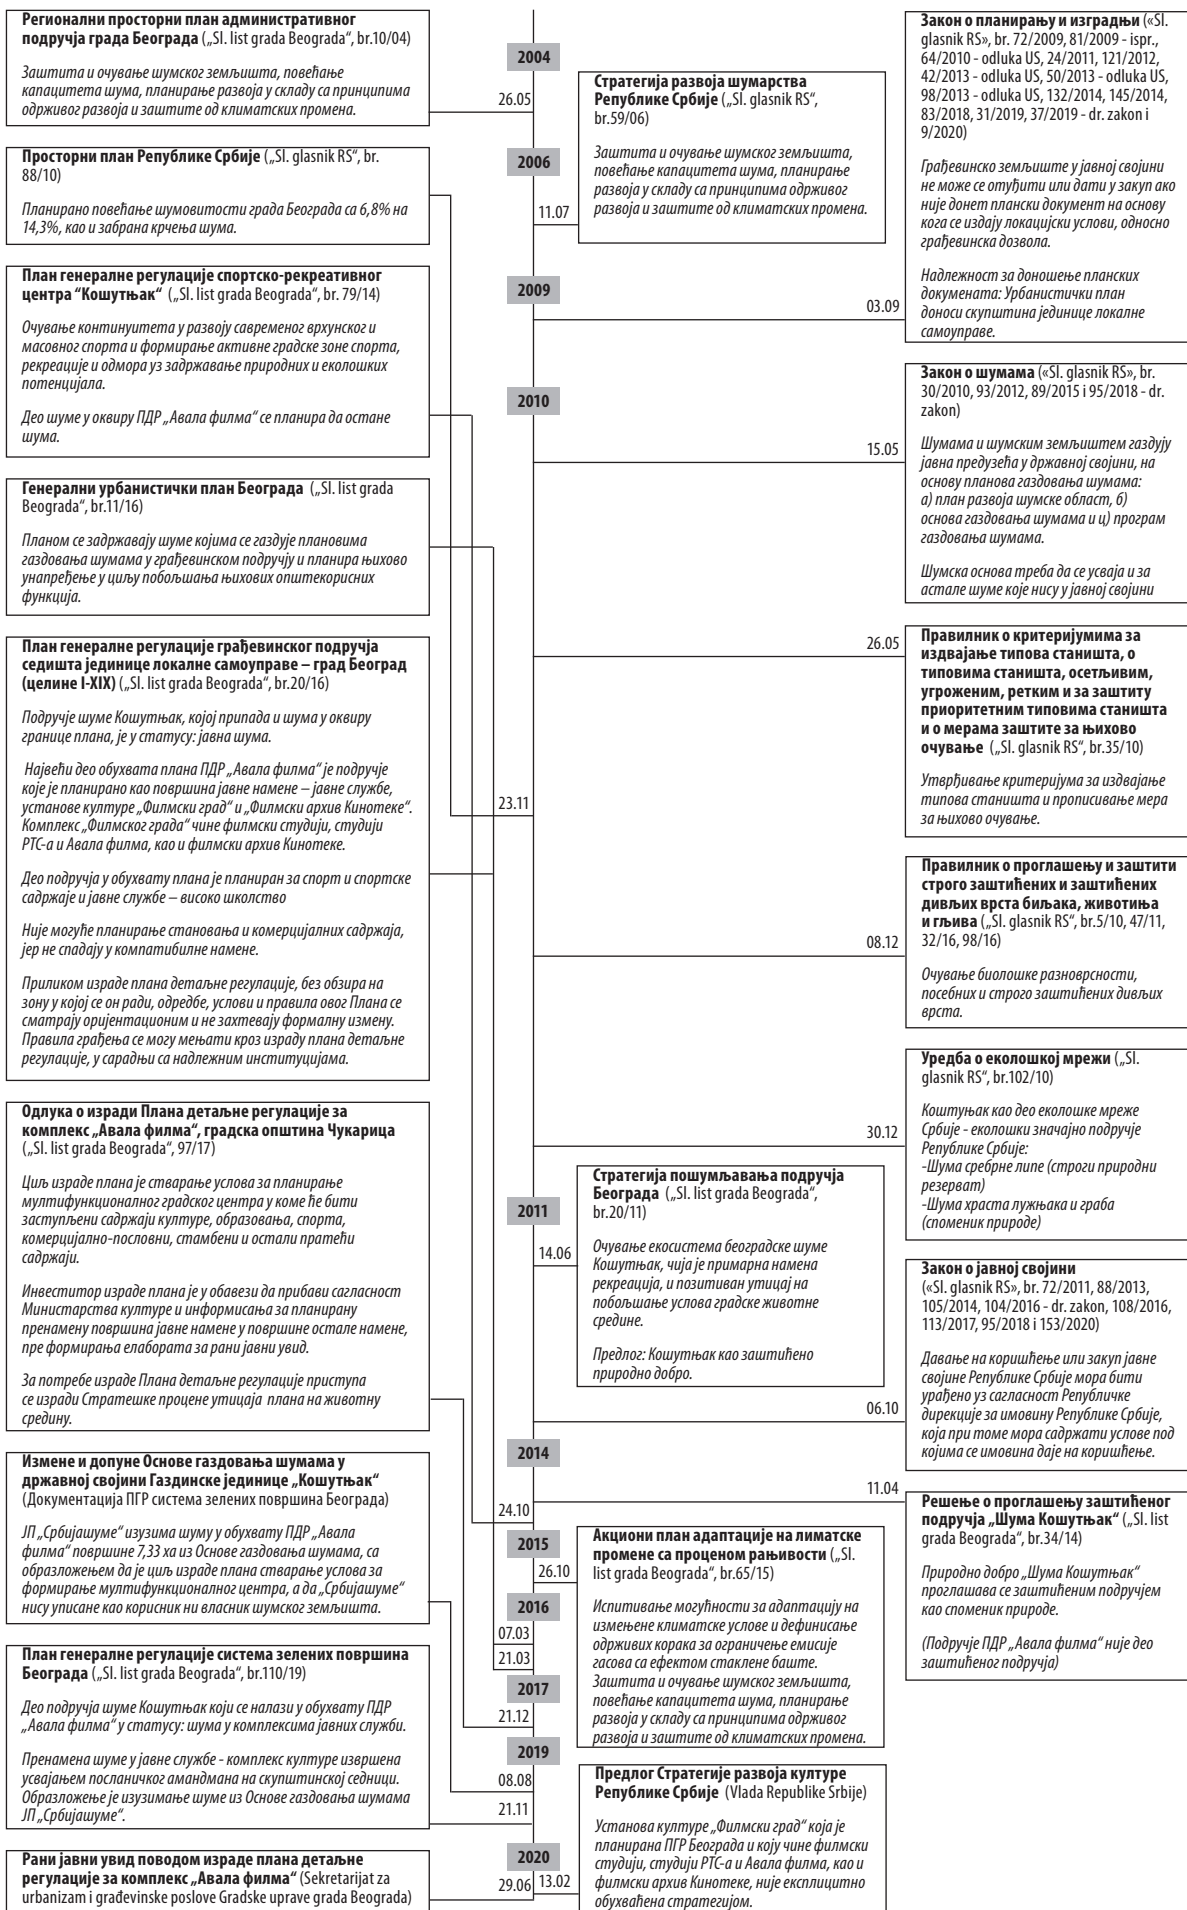 Регионални просторни план административног
подручја града Београда („Sl. list grada Beograda“, br.10/04)
Заштита и очување шумског земљишта, повећање
капацитета шума, планирање развоја у складу са принципима
одрживог развоја и заштите од климатских промена.
Просторни план Републике Србије („Sl. glasnik RS“, br.
88/10)
Планирано повећање шумовитости града Београда са 6,8% на
14,3%, као и забрана крчења шума.
План генералне регулације спортско-рекреативног
центра “Кошутњак“ („Sl. list grada Beograda“, br. 79/14)
Очување континуитета у развоју савременог врхунског и
масовног спорта и формирање активне градске зоне спорта,
рекреације и одмора уз задржавање природних и еколошких
потенцијала.
Део шуме у оквиру ПДР „Авала филма“ се планира да остане
шума.
Генерални урбанистички план Београда („Sl. list grada
Beograda“, br.11/16)
Планом се задржавају шуме којима се газдује плановима
газдовања шумама у грађевинском подручју и планира њихово
унапређење у циљу побољшања њихових општекорисних
функција.
План генералне регулације грађевинског подручја
седишта јединице локалне самоуправе – град Београд
(целине I-XIX) („Sl. list grada Beograda“, br.20/16)
Подручје шуме Кошутњак, којој припада и шума у оквиру
границе плана, је у статусу: јавна шума.
Највећи део обухвата плана ПДР „Авала филма“ је подручје
које је планирано као површина јавне намене – јавне службе,
установе културе „Филмски град“ и „Филмски архив Кинотеке“.
Комплекс „Филмског града“ чине филмски студији, студији
РТС-а и Авала филма, као и филмски архив Кинотеке.
Део подручја у обухвату плана је планиран за спорт и спортске
садржаје и јавне службе – високо школство
Није могуће планирање становања и комерцијалних садржаја,
јер не спадају у компатибилне намене.
Приликом израде плана детаљне регулације, без обзира на
зону у којој се он ради, одредбе, услови и правила овог Плана се
сматрају оријентационим и не захтевају формалну измену.
Правила грађења се могу мењати кроз израду плана детаљне
регулације, у сарадњи са надлежним институцијама.
Одлука о изради Плана детаљне регулације за
комплекс „Авала филма“, градска општина Чукарица
(„Sl. list grada Beograda“, 97/17)
Циљ израде плана је стварање услова за планирање
мултифункционалног градског центра у коме ће бити
заступљени садржаји културе, образовања, спорта,
комерцијално-пословни, стамбени и остали пратећи
садржаји.
Инвеститор израде плана је у обавези да прибави сагласност
Министарства културе и информисања за планирану
пренамену површина јавне намене у површине остале намене,
пре формирања елабората за рани јавни увид.
За потребе израде Плана детаљне регулације приступа
се изради Стратешке процене утицаја плана на животну
средину.
Измене и допуне Основе газдовања шумама у
државној својини Газдинске јединице „Кошутњак“
(Документација ПГР система зелених површина Београда)
ЈП „Србијашуме“ изузима шуму у обухвату ПДР „Авала
филма“ површине 7,33 ха из Основе газдовања шумама, са
образложењем да је циљ израде плана стварање услова за
формирање мултифункционалног центра, а да „Србијашуме“
нису уписане као корисник ни власник шумског земљишта.
План генералне регулације система зелених површина
Београда („Sl. list grada Beograda“, br.110/19)
Део подручја шуме Кошутњак који се налази у обухвату ПДР
„Авала филма“ у статусу: шума у комплексима јавних служби.
Пренамена шуме у јавне службе - комплекс културе извршена
усвајањем посланичког амандмана на скупштинској седници.
Образложење је изузимање шуме из Основе газдовања шумама
ЈП „Србијашуме“.
Рани јавни увид поводом израде плана детаљне
регулације за комплекс „Авала филма“ (Sekretarijat za
urbanizam i građevinske poslove Gradske uprave grada Beograda)
2004
26.05
2006
11.07
2009
03.09
2010
15.05
26.05
23.11
08.12
30.12
2011
14.06
06.10
2014
11.04
24.10
2015
26.10
2016
07.03
21.03
2017
21.12
2019
08.08
21.11
2020
29.06
13.02
Стратегија развоја шумарства
Републике Србије („Sl. glasnik RS“,
br.59/06)
Заштита и очување шумског земљишта,
повећање капацитета шума, планирање
развоја у складу са принципима одрживог
развоја и заштите од климатских промена.
Стратегија пошумљавања подручја
Београда („Sl. list grada Beograda“,
br.20/11)
Очување екосистема београдске шуме
Кошутњак, чија је примарна намена
рекреација, и позитиван утицај на
побољшање услова градске животне
средине.
Предлог: Кошутњак као заштићено
природно добро.
Акциони план адаптације на лиматске
промене са проценом рањивости („Sl.
list grada Beograda“, br.65/15)
Испитивање могућности за адаптацију на
измењене климатске услове и дефинисање
одрживих корака за ограничење емисије
гасова са ефектом стаклене баште.
Заштита и очување шумског земљишта,
повећање капацитета шума, планирање
развоја у складу са принципима одрживог
развоја и заштите од климатских промена.
Предлог Стратегије развоја културе
Републике Србије (Vlada Republike Srbije)
Установа културе „Филмски град“ која је
планирана ПГР Београда и коју чине филмски
студији, студији РТС-а и Авала филма, као и
филмски архив Кинотеке, није експлицитно
обухваћена стратегијом.
Закон о планирању и изградњи («Sl.
glasnik RS», br. 72/2009, 81/2009 - ispr.,
64/2010 - odluka US, 24/2011, 121/2012,
42/2013 - odluka US, 50/2013 - odluka US,
98/2013 - odluka US, 132/2014, 145/2014,
83/2018, 31/2019, 37/2019 - dr. zakon i
9/2020)
Грађевинско земљиште у јавној својини
не може се отуђити или дати у закуп ако
није донет плански документ на основу
кога се издају локацијски услови, односно
грађевинска дозвола.
Надлежност за доношење планских
докумената: Урбанистички план
доноси скупштина јединице локалне
самоуправе.
Закон о шумама («Sl. glasnik RS», br.
30/2010, 93/2012, 89/2015 i 95/2018 - dr.
zakon)
Шумама и шумским земљиштем газдују
јавна предузећа у државној својини, на
основу планова газдовања шумама:
а) план развоја шумске област, б)
основа газдовања шумама и ц) програм
газдовања шумама.
Шумска основа треба да се усваја и за
астале шуме које нису у јавној својини
Правилник о критеријумима за
издвајање типова станишта, о
типовима станишта, осетљивим,
угроженим, ретким и за заштиту
приоритетним типовима станишта
и о мерама заштите за њихово
очување („Sl. glasnik RS“, br.35/10)
Утврђивање критеријума за издвајање
типова станишта и прописивање мера
за њихово очување.
Правилник о проглашењу и заштити
строго заштићених и заштићених
дивљих врста биљака, животиња
и гљива („Sl. glasnik RS“, br.5/10, 47/11,
32/16, 98/16)
Очување биолошке разноврсности,
посебних и строго заштићених дивљих
врста.
Уредба о еколошкој мрежи („Sl.
glasnik RS“, br.102/10)
Коштуњак као део еколошке мреже
Србије - еколошки значајно подручје
Републике Србије:
-Шума сребрне липе (строги природни
резерват)
-Шума храста лужњака и граба
(споменик природе)
Закон о јавној својини
(«Sl. glasnik RS», br. 72/2011, 88/2013,
105/2014, 104/2016 - dr. zakon, 108/2016,
113/2017, 95/2018 i 153/2020)
Давање на коришћење или закуп јавне
својине Републике Србије мора бити
урађено уз сагласност Републичке
дирекције за имовину Републике Србије,
која при томе мора садржати услове под
којима се имовина даје на коришћење.
Решење о проглашењу заштићеног
подручја „Шума Кошутњак“ („Sl. list
grada Beograda“, br.34/14)
Природно добро „Шума Кошутњак“
проглашава се заштићеним подручјем
као споменик природе.
(Подручје ПДР „Авала филма“ није део
заштићеног подручја)